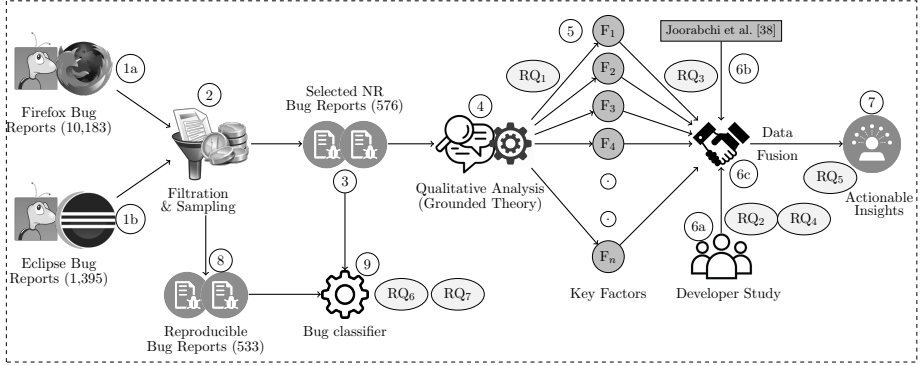 1a
Firefox Bug
Reports (10,183)
1b
Eclipse Bug
Reports (1,395)
2
Filtration
& Sampling
Selected NR
Bug Reports (576)
3
8
Reproducible
Bug Reports (533)
9
Bug classifier
RQ6
RQ7
4
Qualitative Analysis
(Grounded Theory)
5
RQ1
F1
F2
F3
F4
Fn
Key Factors
Joorabchi et al. [38]
RQ3
6b
6c
6a
RQ2
RQ4
Developer Study
Data
Fusion
7
RQ5
Actionable
Insights